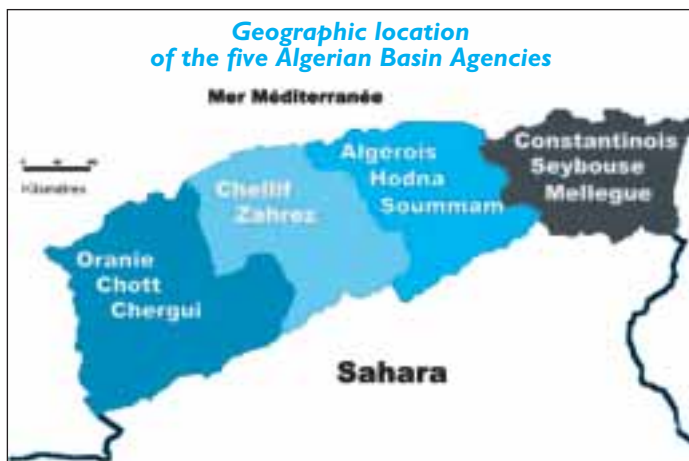 Geographic location
of the five Algerian Basin Agencies
Mer Méditerranée
Kilomètres
Oranie
Chott
Chergui
Chellif
Zahrez
Algerois
Hodna
Soummam
Constantinois
Seybouse
Mellegue
Sahara